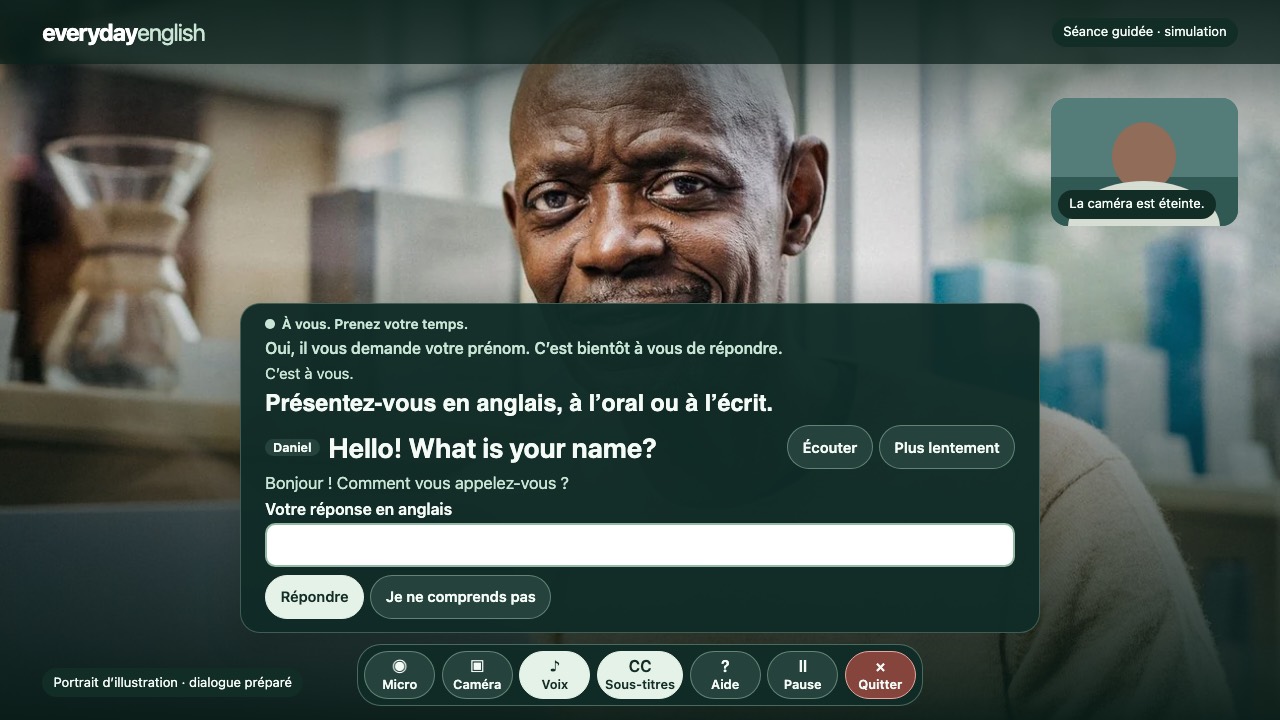 everydayenglish
Séance guidée · simulation
La caméra est éteinte.
À vous. Prenez votre temps.
Oui, il vous demande votre prénom. C’est bientôt à vous de répondre.
C’est à vous.
Présentez-vous en anglais, à l’oral ou à l’écrit.
Daniel Hello! What is your name?
Écouter Plus lentement
Bonjour ! Comment vous appelez-vous ?
Votre réponse en anglais
Répondre Je ne comprends pas
Portrait d’illustration · dialogue préparé
Micro
Caméra
Voix
CC
Sous-titres
?
Aide
Pause
×
Quitter